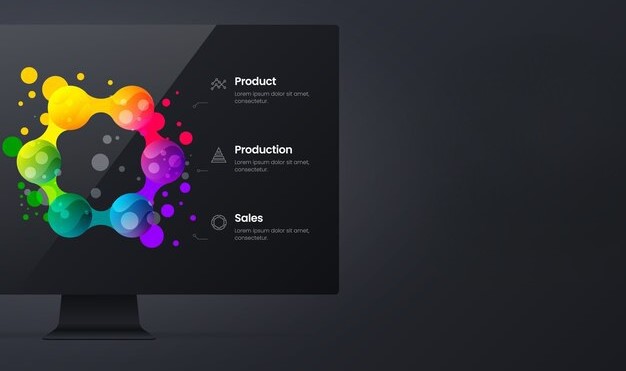 Product
Lorem ipsum dolor sit amet,
consectetur.
Production
Lorem ipsum dolor sit amet,
consectetur.
Sales
Lorem ipsum dolor sit amet,
consectetur.